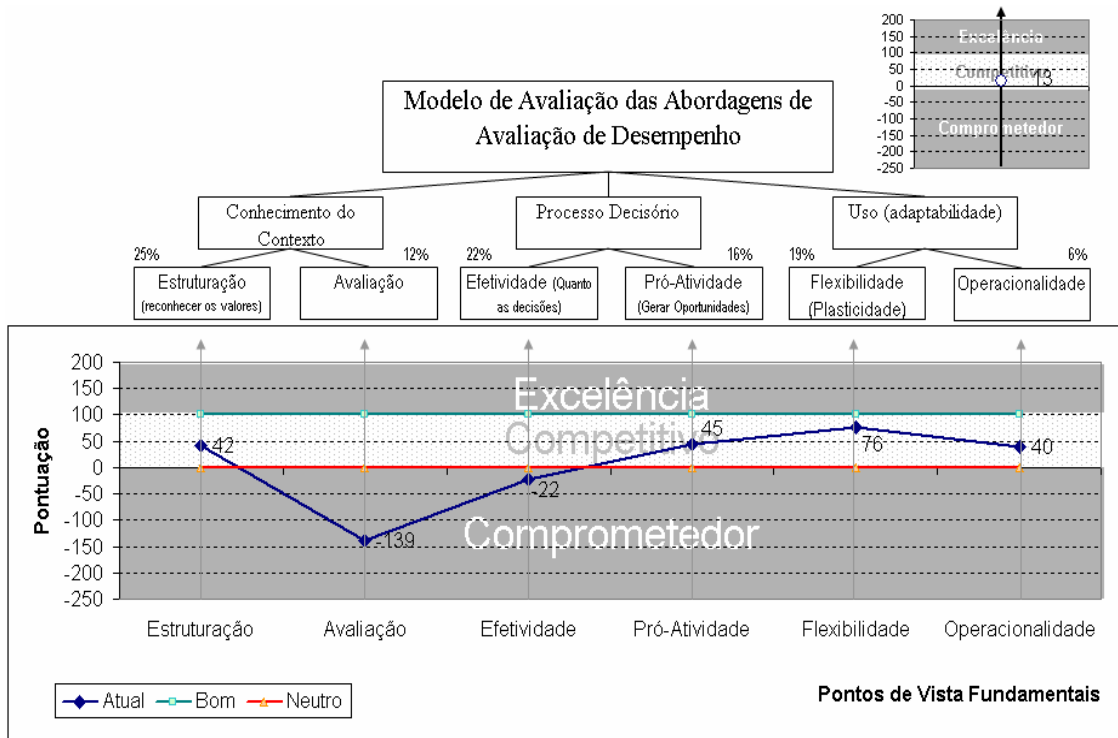 200
150
Excelência
100
50
Competitivo
13
0
-50
-100
Comprometedor
-150
-200
-250
Modelo de Avaliação das Abordagens de
Avaliação de Desempenho
Conhecimento do
Contexto
Processo Decisório
Uso (adaptabilidade)
25%
12%
22%
16%
19%
6%
Estruturação
(reconhecer os valores)
Avaliação
Efetividade (Quanto
as decisões)
Pró-Atividade
(Gerar Oportunidades)
Flexibilidade
(Plasticidade)
Operacionalidade
Pontuação
200
150
100
50
0
-50
-100
-150
-200
-250
Excelência
Competitivo
Comprometedor
42
-139
-22
45
76
40
Estruturação
Avaliação
Efetividade
Pró-Atividade
Flexibilidade
Operacionalidade
Atual
Bom
Neutro
Pontos de Vista Fundamentais